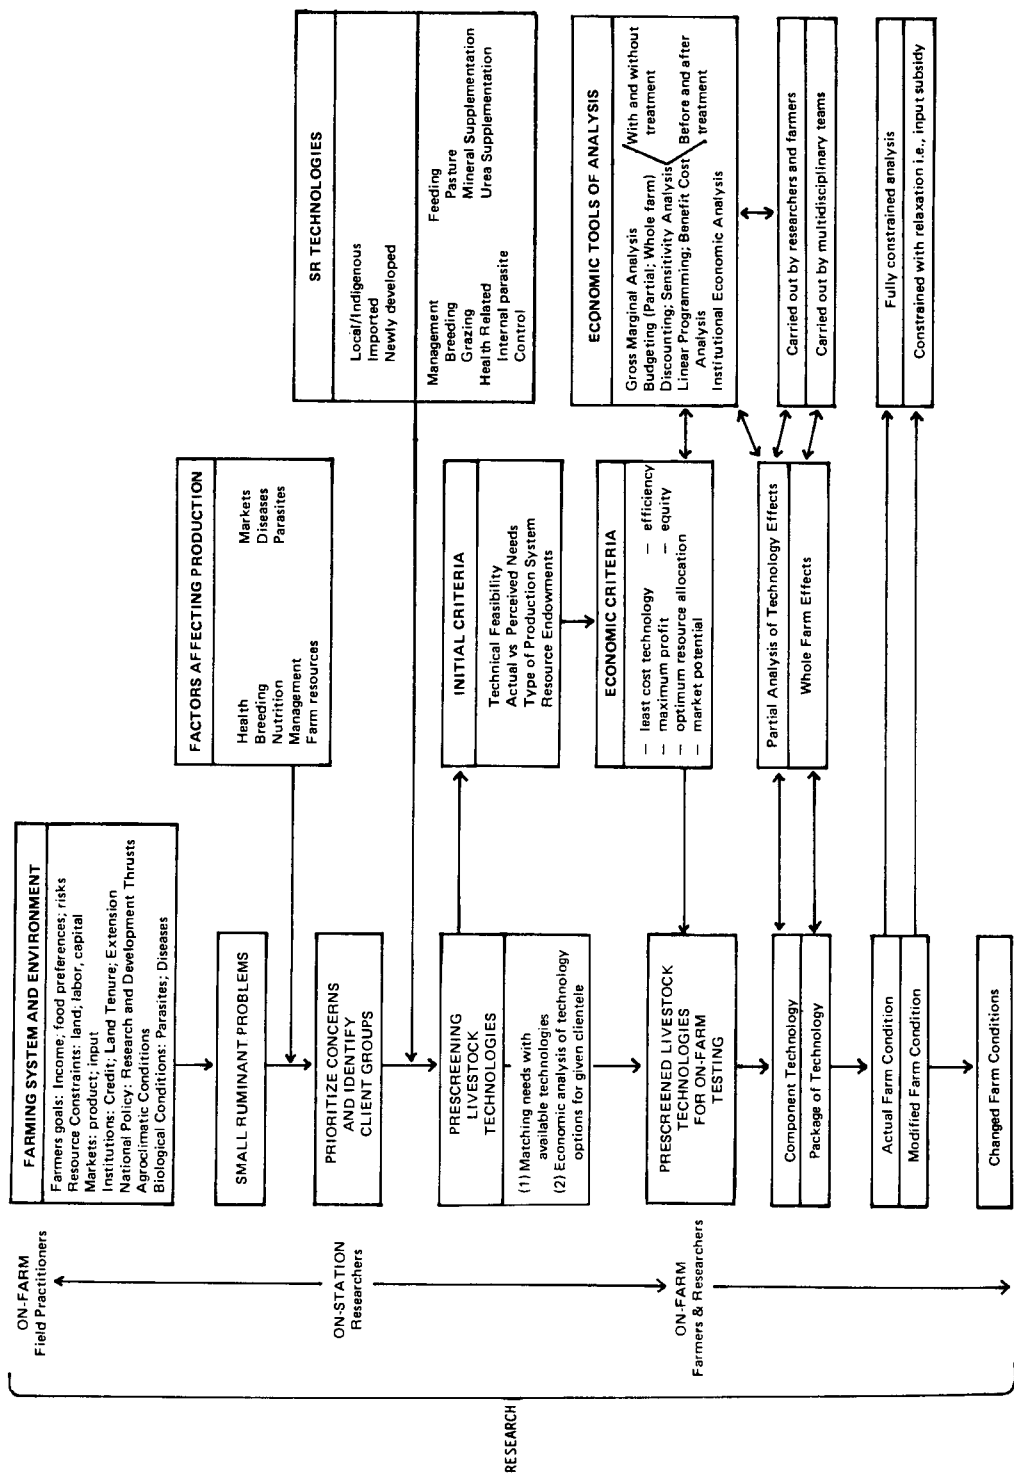 RESEARCH
ON-FARM
Field Practitioners
ON-STATION
Researchers
ON-FARM
Farmers & Researchers
FARMING SYSTEM AND ENVIRONMENT
Farmers goals: Income; food preferences; risks
Resource Constraints: land; labor, capital
Markets: product; input
Institutions: Credit; Land Tenure; Extension
National Policy: Research and Development Thrusts
Agroclimatic Conditions
Biological Conditions: Parasites; Diseases
SMALL RUMINANT PROBLEMS
FACTORS AFFECTING PRODUCTION
Health
Breeding
Nutrition
Management
Farm resources
Markets
Diseases
Parasites
PRIORITIZE CONCERNS
AND IDENTIFY
CLIENT GROUPS
SR TECHNOLOGIES
Local/Indigenous
Imported
Newly developed
Management
Breeding
Grazing
Health Related
Internal parasite
Control
Feeding
Pasture
Mineral Supplementation
Urea Supplementation
PRESCREENING
LIVESTOCK
TECHNOLOGIES
(1) Matching needs with
available technologies
(2) Economic analysis of technology
options for given clientele
INITIAL CRITERIA
Technical Feasibility
Actual vs Perceived Needs
Type of Production System
Resource Endowments
PRESCREENED LIVESTOCK
TECHNOLOGIES
FOR ON-FARM
TESTING
ECONOMIC CRITERIA
— least cost technology — efficiency
— maximum profit — equity
— optimum resource allocation
— market potential
ECONOMIC TOOLS OF ANALYSIS
Gross Marginal Analysis
Budgeting (Partial; Whole farm)
Discounting; Sensitivity Analysis
Linear Programming; Benefit Cost
Analysis
Institutional Economic Analysis
With and without
treatment
Before and after
treatment
Component Technology
Package of Technology
Partial Analysis of Technology Effects
Whole Farm Effects
Carried out by researchers and farmers
Carried out by multidisciplinary teams
Actual Farm Condition
Modified Farm Condition
Fully constrained analysis
Constrained with relaxation i.e., input subsidy
Changed Farm Conditions